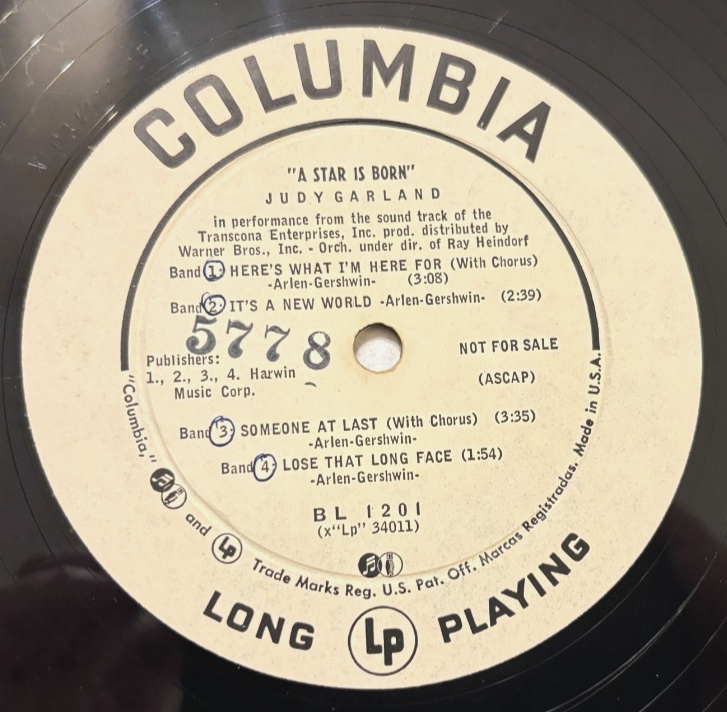 COLUMBIA
"A STAR IS BORN"
JUDY GARLAND
in performance from the sound track of the
Transcona Enterprises, Inc. prod. distributed by
Warner Bros., Inc. - Orch. under dir. of Ray Heindorf
Band 1· HERE'S WHAT I'M HERE FOR (With Chorus)
-Arlen-Gershwin- (3:08)
Band 2· IT'S A NEW WORLD -Arlen-Gershwin- (2:39)
5778
Publishers:
1., 2., 3., 4. Harwin
Music Corp.
NOT FOR SALE
(ASCAP)
Band 3· SOMEONE AT LAST (With Chorus) (3:35)
-Arlen-Gershwin-
Band 4· LOSE THAT LONG FACE (1:54)
-Arlen-Gershwin-
BL 1201
(x"Lp" 34011)
"Columbia," and Lp Trade Marks Reg. U.S. Pat. Off. Marcas Registradas. Made in U.S.A.
LONG Lp PLAYING